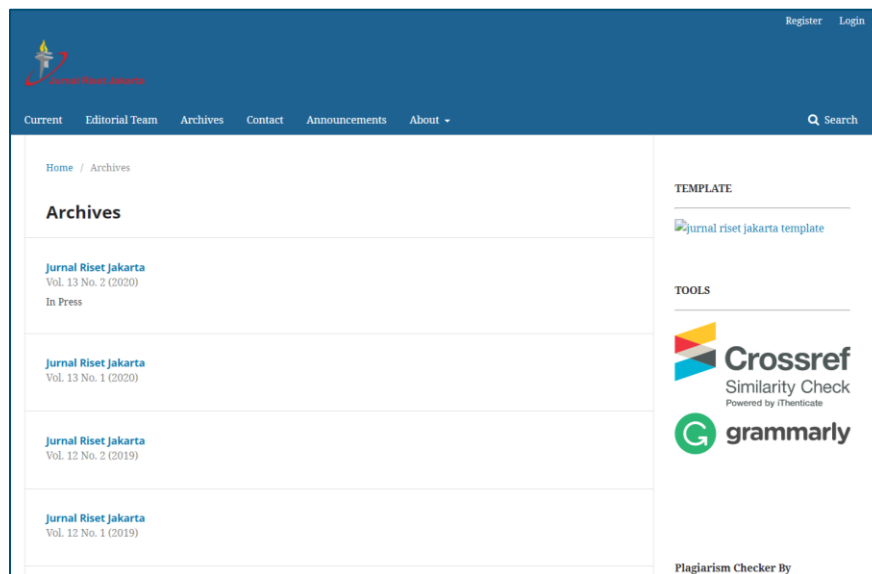 Register Login
Jurnal Riset Jakarta
Current Editorial Team Archives Contact Announcements About Search
Home / Archives
Archives
Jurnal Riset Jakarta
Vol. 13 No. 2 (2020)
In Press
Jurnal Riset Jakarta
Vol. 13 No. 1 (2020)
Jurnal Riset Jakarta
Vol. 12 No. 2 (2019)
Jurnal Riset Jakarta
Vol. 12 No. 1 (2019)
TEMPLATE
jurnal riset jakarta template
TOOLS
Crossref
Similarity Check
Powered by iThenticate
G grammarly
Plagiarism Checker By